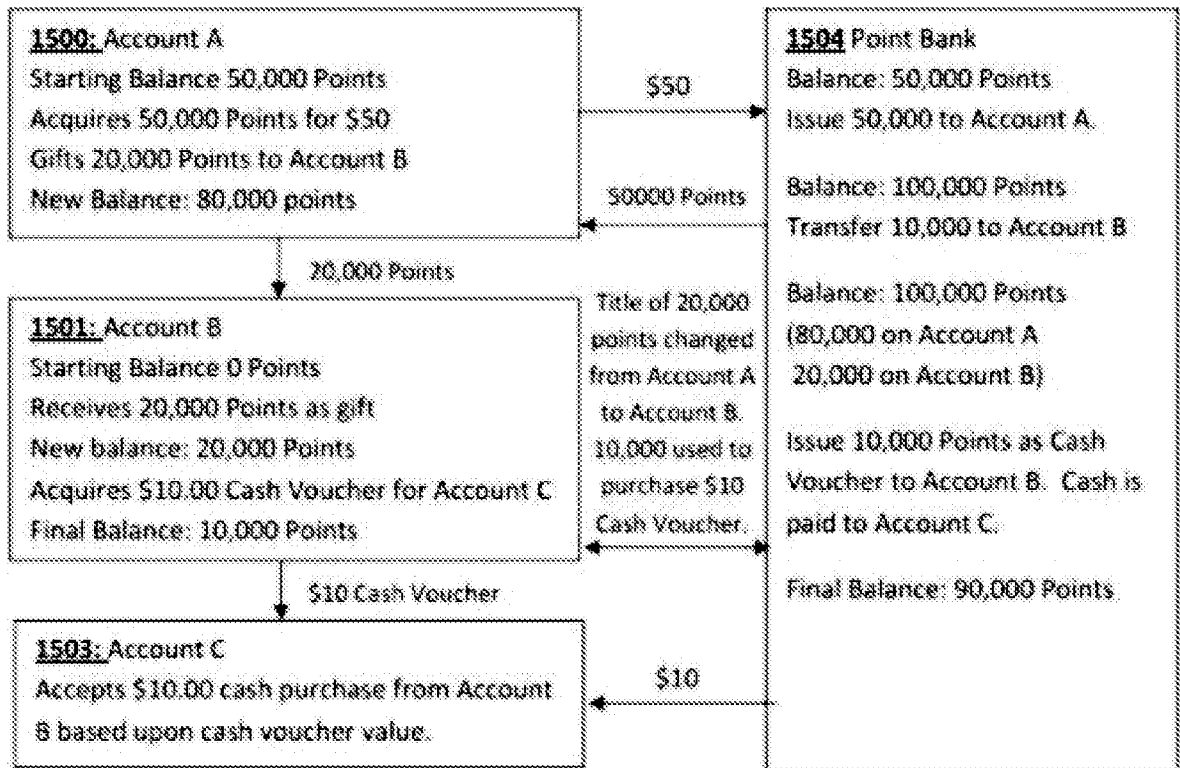 1500: Account A
Starting Balance 50,000 Points
Acquires 50,000 Points for $50
Gifts 20,000 Points to Account B
New Balance: 80,000 points
$50
50000 Points
20,000 Points
1501: Account B
Starting Balance 0 Points
Receives 20,000 Points as gift
New balance: 20,000 Points
Acquires $10.00 Cash Voucher for Account C
Final Balance: 10,000 Points
Title of 20,000
points changed
from Account A
to Account B.
10,000 used to
purchase $10
Cash Voucher.
$10 Cash Voucher
1503: Account C
Accepts $10.00 cash purchase from Account
B based upon cash voucher value.
$10
1504 Point Bank
Balance: 50,000 Points
Issue 50,000 to Account A.
Balance: 100,000 Points
Transfer 10,000 to Account B
Balance: 100,000 Points
(80,000 on Account A
20,000 on Account B)
Issue 10,000 Points as Cash
Voucher to Account B. Cash is
paid to Account C.
Final Balance: 90,000 Points